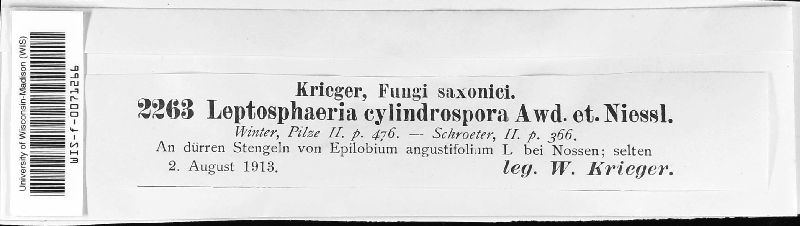 University of Wisconsin-Madison (WIS)
WIS-f-0071266
Krieger, Fungi saxonici.
2263 Leptosphaeria cylindrospora Awd. et. Niessl.
Winter, Pilze II. p. 476. — Schroeter, II. p. 366.
An dürren Stengeln von Epilobium angustifolium L bei Nossen; selten
2. August 1913. leg. W. Krieger.